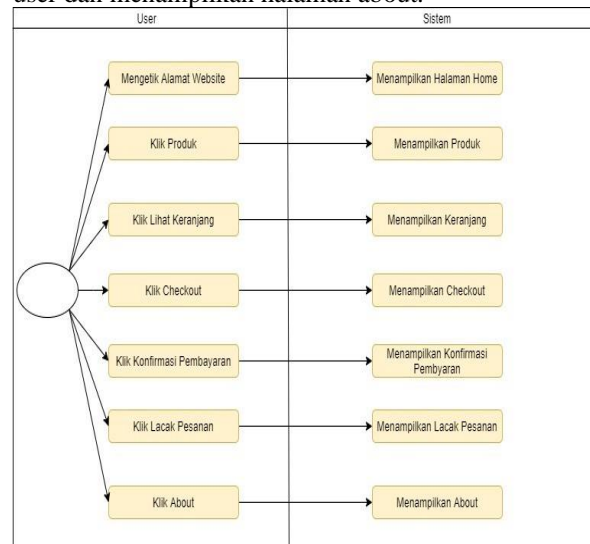 user dan menampilkan halaman about.
User
Sistem
Mengetik Alamat Website
Menampilkan Halaman Home
Klik Produk
Menampilkan Produk
Klik Lihat Keranjang
Menampilkan Keranjang
Klik Checkout
Menampilkan Checkout
Klik Konfirmasi Pembayaran
Menampilkan Konfirmasi
Pembyaran
Klik Lacak Pesanan
Menampilkan Lacak Pesanan
Klik About
Menampilkan About